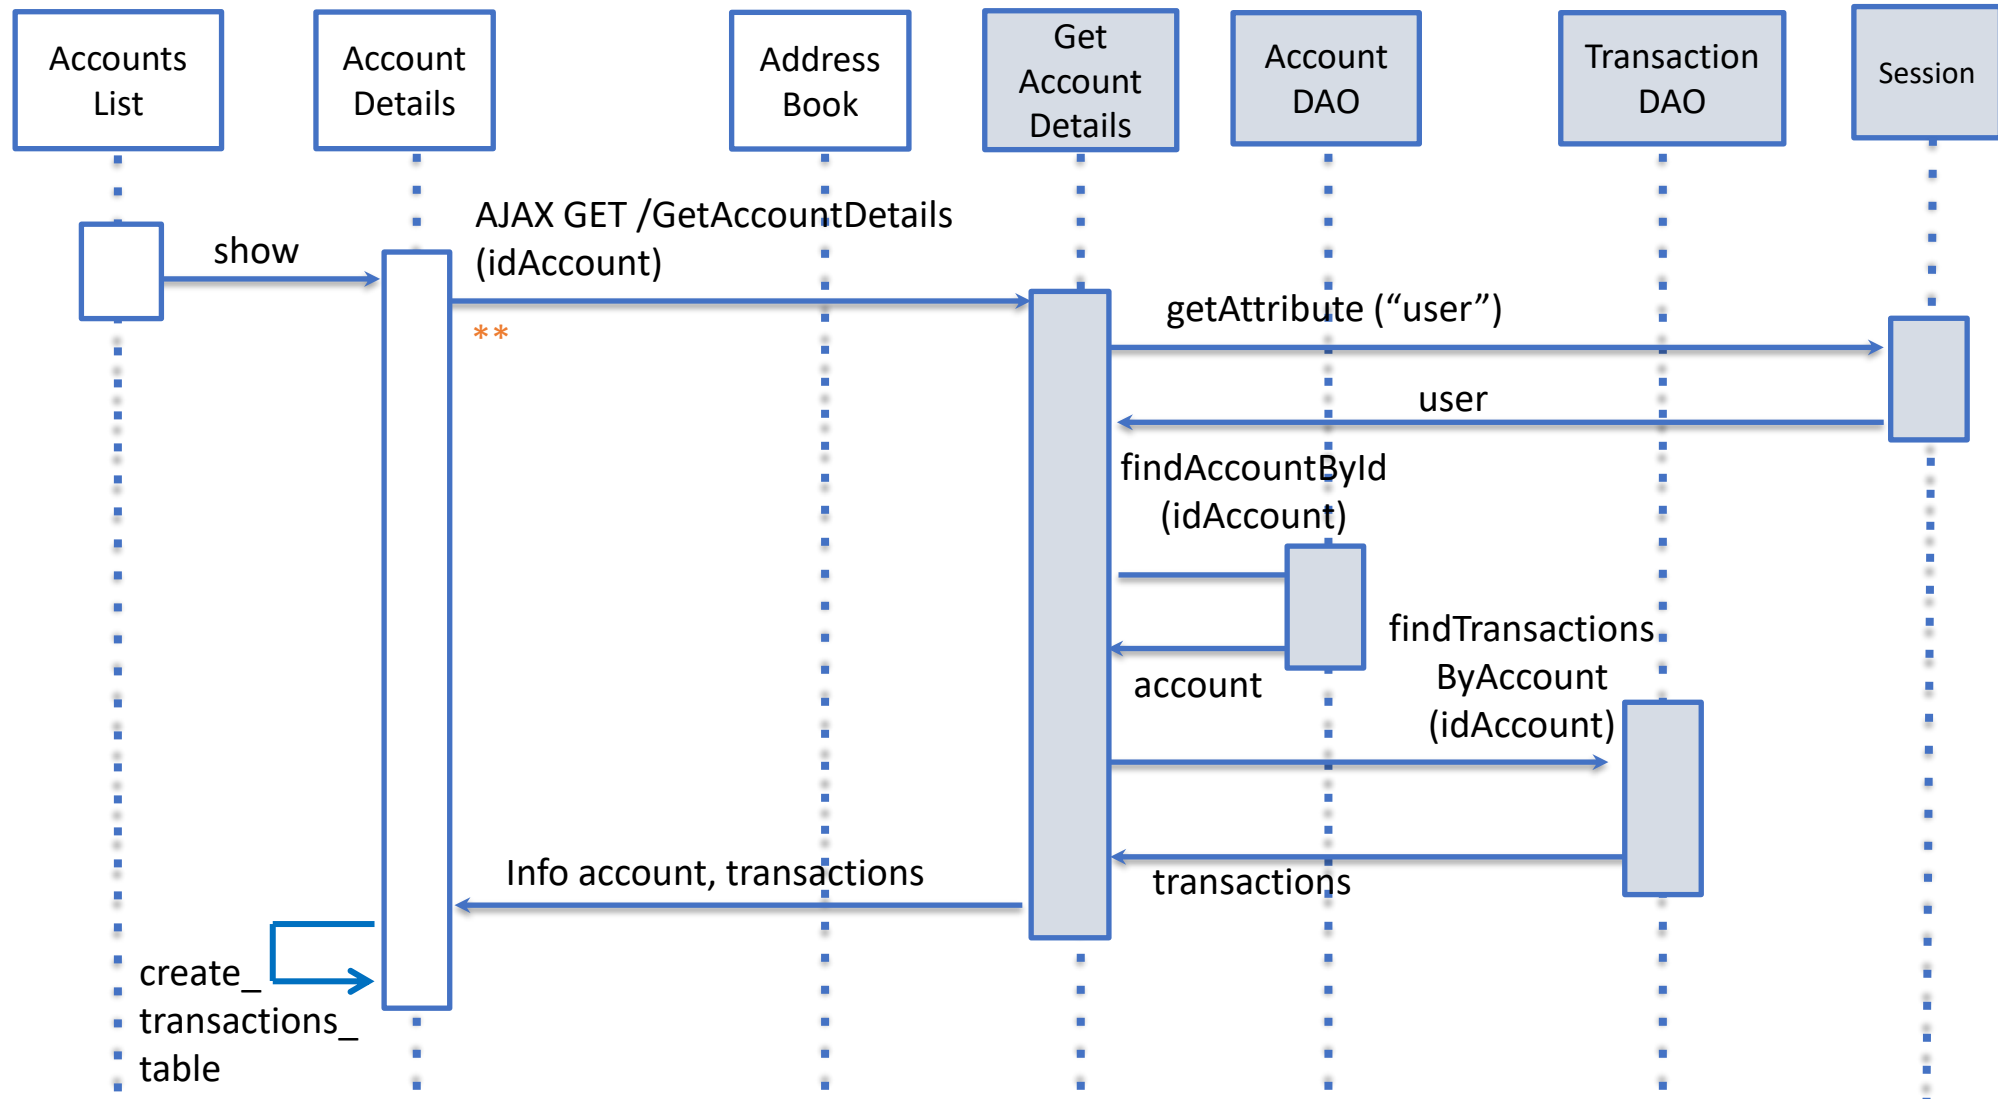 Accounts
List
Account
Details
Address
Book
Get
Account
Details
Account
DAO
Transaction
DAO
Session
show
AJAX GET /GetAccountDetails
(idAccount)
**
getAttribute (“user”)
user
findAccountById
(idAccount)
account
findTransactions
ByAccount
(idAccount)
transactions
Info account, transactions
create_
transactions_
table